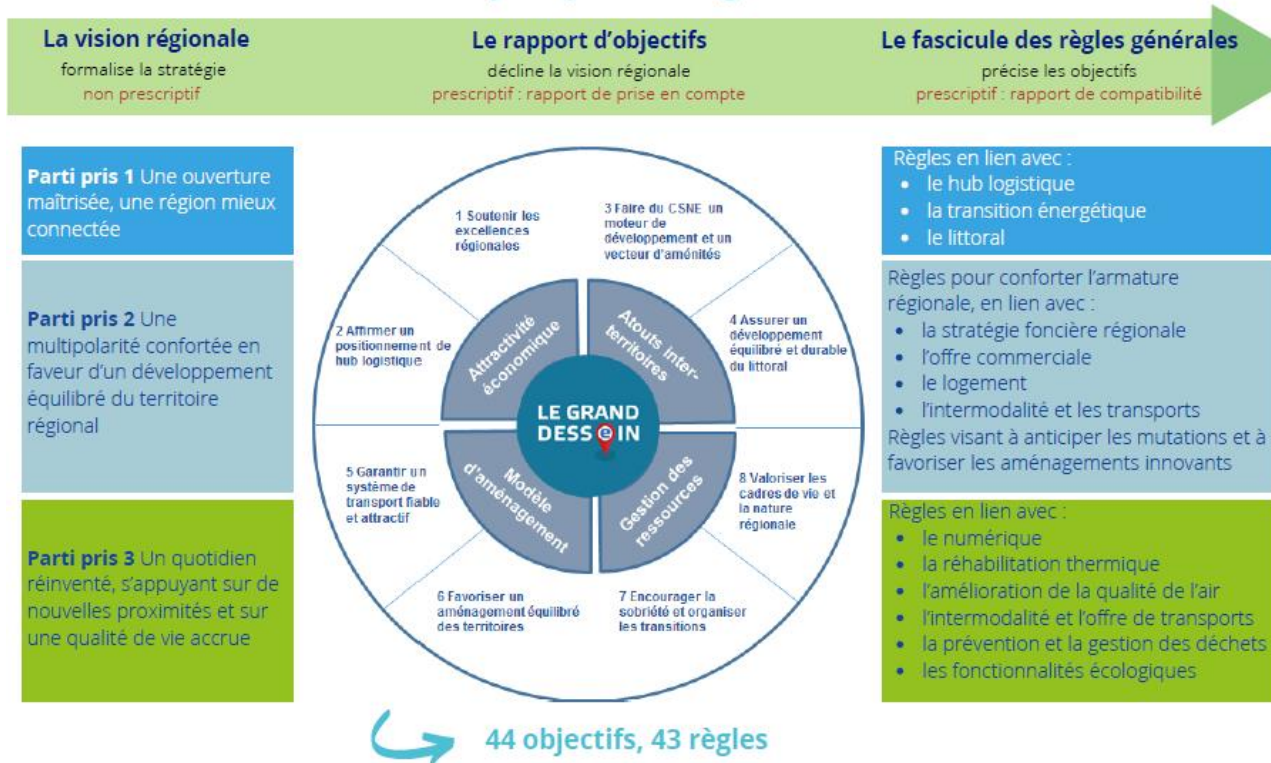 La vision régionale
formalise la stratégie
non prescriptif
Le rapport d'objectifs
décline la vision régionale
prescriptif : rapport de prise en compte
Le fascicule des règles générales
précise les objectifs
prescriptif : rapport de compatibilité
Parti pris 1 Une ouverture
maîtrisée, une région mieux
connectée
Parti pris 2 Une
multipolarité confortée en
faveur d'un développement
équilibré du territoire
régional
Parti pris 3 Un quotidien
réinventé, s'appuyant sur de
nouvelles proximités et sur
une qualité de vie accrue
1 Soutenir les
excellences
régionales
3 Faire du CSNE un
moteur de
développement et un
vecteur d'aménités
2 Affirmer un
positionnement de
hub logistique
4 Assurer un
développement
équilibré et durable
du littoral
Attractivité
économique
Atouts inter-
territoires
LE GRAND
DESSEIN
Modèle
d'aménagement
Gestion des
ressources
5 Garantir un
système de
transport fiable
et attractif
8 Valoriser les
cadres de vie et
la nature
régionale
6 Favoriser un
aménagement équilibré
des territoires
7 Encourager la
sobriété et organiser
les transitions
Règles en lien avec :
• le hub logistique
• la transition énergétique
• le littoral
Règles pour conforter l'armature
régionale, en lien avec :
• la stratégie foncière régionale
• l'offre commerciale
• le logement
• l'intermodalité et les transports
Règles visant à anticiper les mutations et à
favoriser les aménagements innovants
Règles en lien avec :
• le numérique
• la réhabilitation thermique
• l'amélioration de la qualité de l'air
• l'intermodalité et l'offre de transports
• la prévention et la gestion des déchets
• les fonctionnalités écologiques
44 objectifs, 43 règles